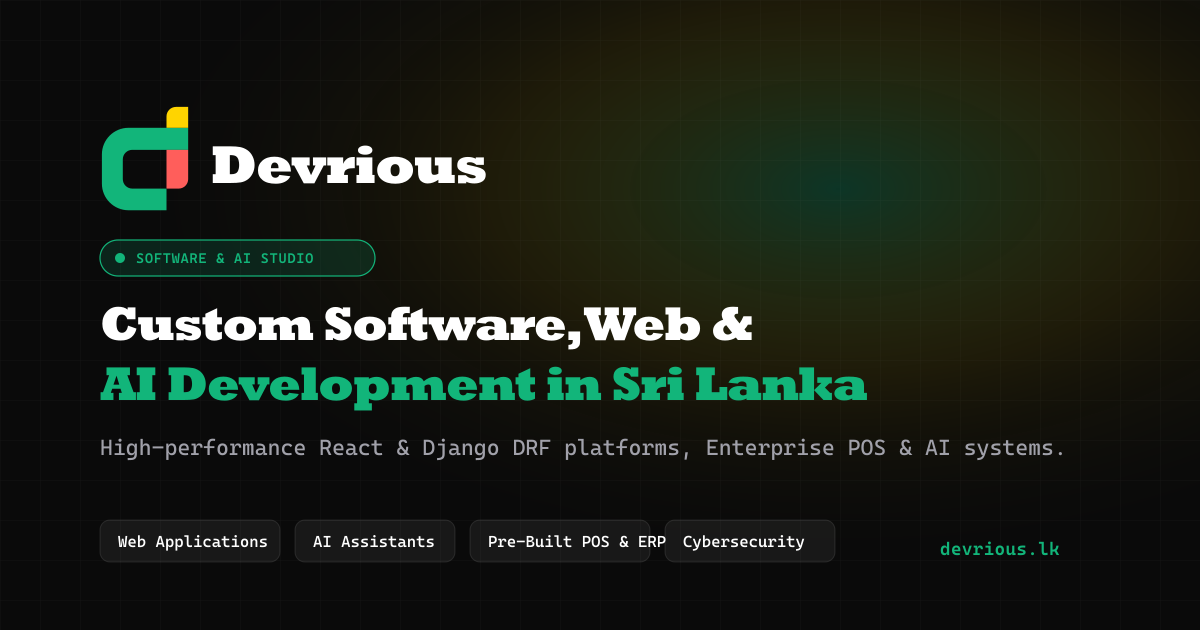 Devrious
SOFTWARE & AI STUDIO
Custom Software,Web &
AI Development in Sri Lanka
High-performance React & Django DRF platforms, Enterprise POS & AI systems.
Web Applications
AI Assistants
Pre-Built POS & ERP
Cybersecurity
devrious.lk